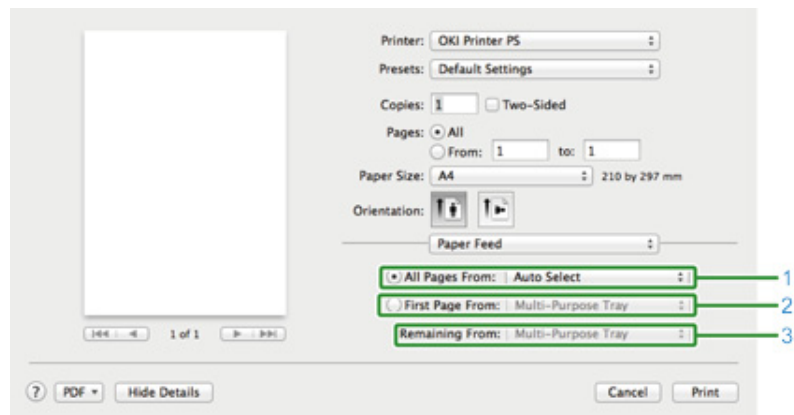 Printer: OKI Printer PS
Presets: Default Settings
Copies: 1 Two-Sided
Pages: All
From: 1 to: 1
Paper Size: A4 210 by 297 mm
Orientation:
Paper Feed
All Pages From: Auto Select 1
First Page From: Multi-Purpose Tray 2
Remaining From: Multi-Purpose Tray 3
1 of 1
? PDF Hide Details Cancel Print